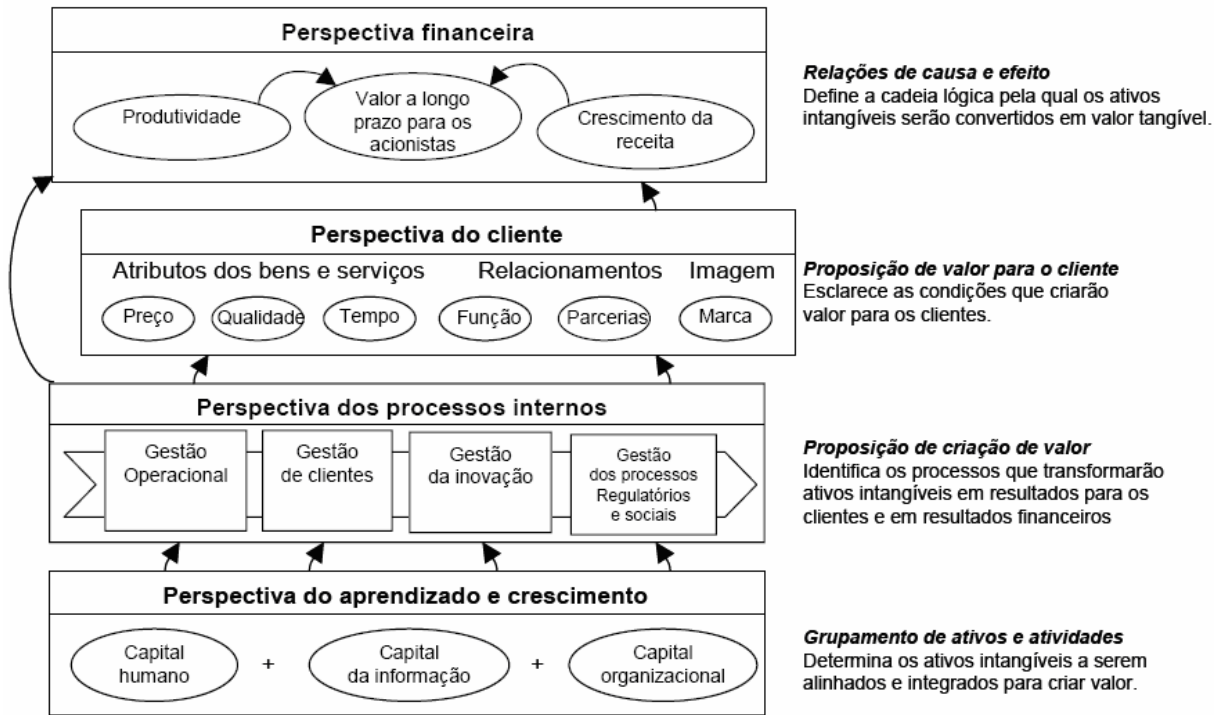 Perspectiva financeira
Produtividade
Valor a longo
prazo para os
acionistas
Crescimento da
receita
Relações de causa e efeito
Define a cadeia lógica pela qual os ativos
intangíveis serão convertidos em valor tangível.
Perspectiva do cliente
Atributos dos bens e serviços
Relacionamentos
Imagem
Preço
Qualidade
Tempo
Função
Parcerias
Marca
Proposição de valor para o cliente
Esclarece as condições que criarão
valor para os clientes.
Perspectiva dos processos internos
Gestão
Operacional
Gestão
de clientes
Gestão
da inovação
Gestão
dos processos
Regulatórios
e sociais
Proposição de criação de valor
Identifica os processos que transformarão
ativos intangíveis em resultados para os
clientes e em resultados financeiros
Perspectiva do aprendizado e crescimento
Capital
humano
+
Capital
da informação
+
Capital
organizacional
Grupamento de ativos e atividades
Determina os ativos intangíveis a serem
alinhados e integrados para criar valor.